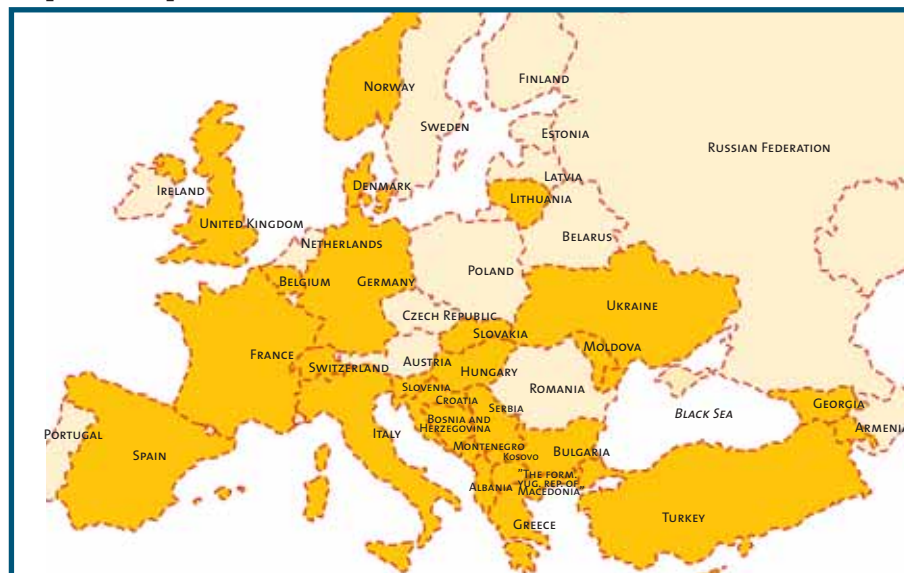 NORWAY
FINLAND
SWEDEN
ESTONIA
RUSSIAN FEDERATION
LATVIA
IRELAND
DENMARK
LITHUANIA
UNITED KINGDOM
BELARUS
NETHERLANDS
POLAND
BELGIUM
GERMANY
UKRAINE
CZECH REPUBLIC
SLOVAKIA
MOLDOVA
FRANCE
SWITZERLAND
AUSTRIA
HUNGARY
ROMANIA
SLOVENIA
CROATIA
SERBIA
GEORGIA
BLACK SEA
BOSNIA AND
HERZEGOVINA
ARMENIA
PORTUGAL
SPAIN
ITALY
MONTENEGRO
KOSOVO
BULGARIA
"THE FORM.
YUG. REP. OF
MACEDONIA"
ALBANIA
GREECE
TURKEY